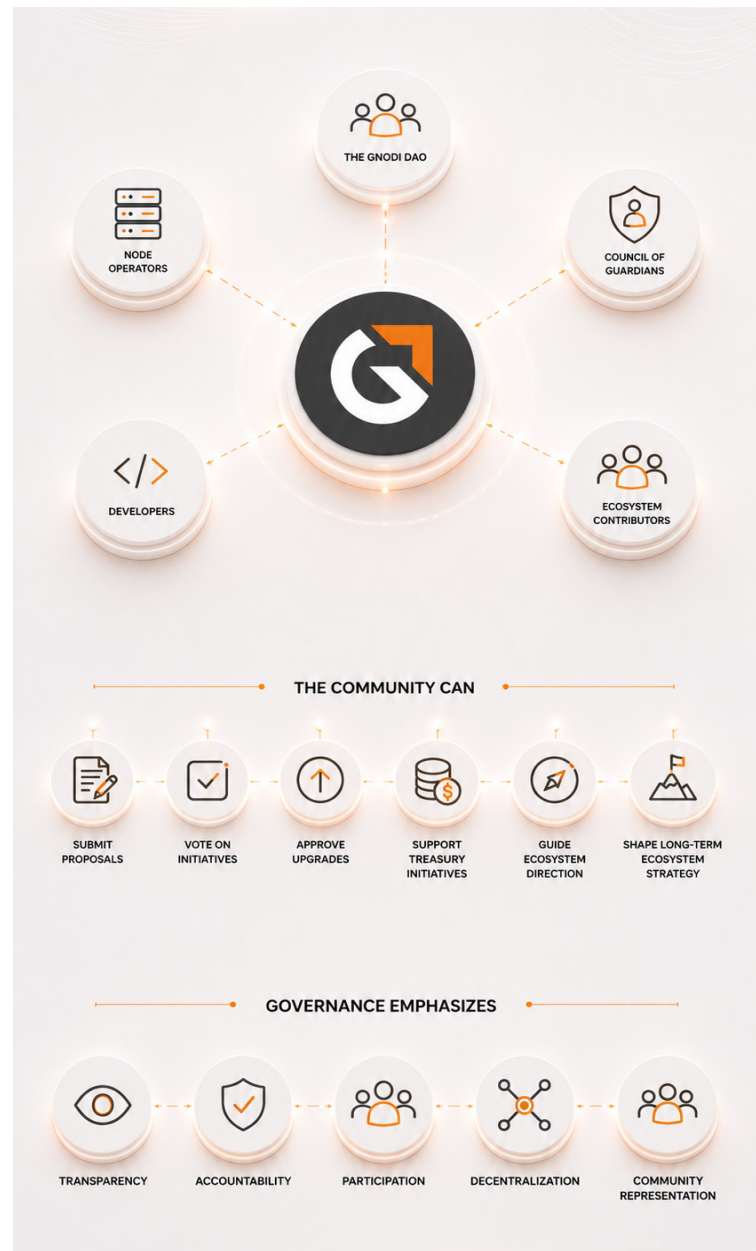 THE GNODI DAO
NODE
OPERATORS
COUNCIL OF
GUARDIANS
DEVELOPERS
ECOSYSTEM
CONTRIBUTORS
THE COMMUNITY CAN
SUBMIT
PROPOSALS
VOTE ON
INITIATIVES
APPROVE
UPGRADES
SUPPORT
TREASURY
INITIATIVES
GUIDE
ECOSYSTEM
DIRECTION
SHAPE LONG-TERM
ECOSYSTEM
STRATEGY
GOVERNANCE EMPHASIZES
TRANSPARENCY
ACCOUNTABILITY
PARTICIPATION
DECENTRALIZATION
COMMUNITY
REPRESENTATION